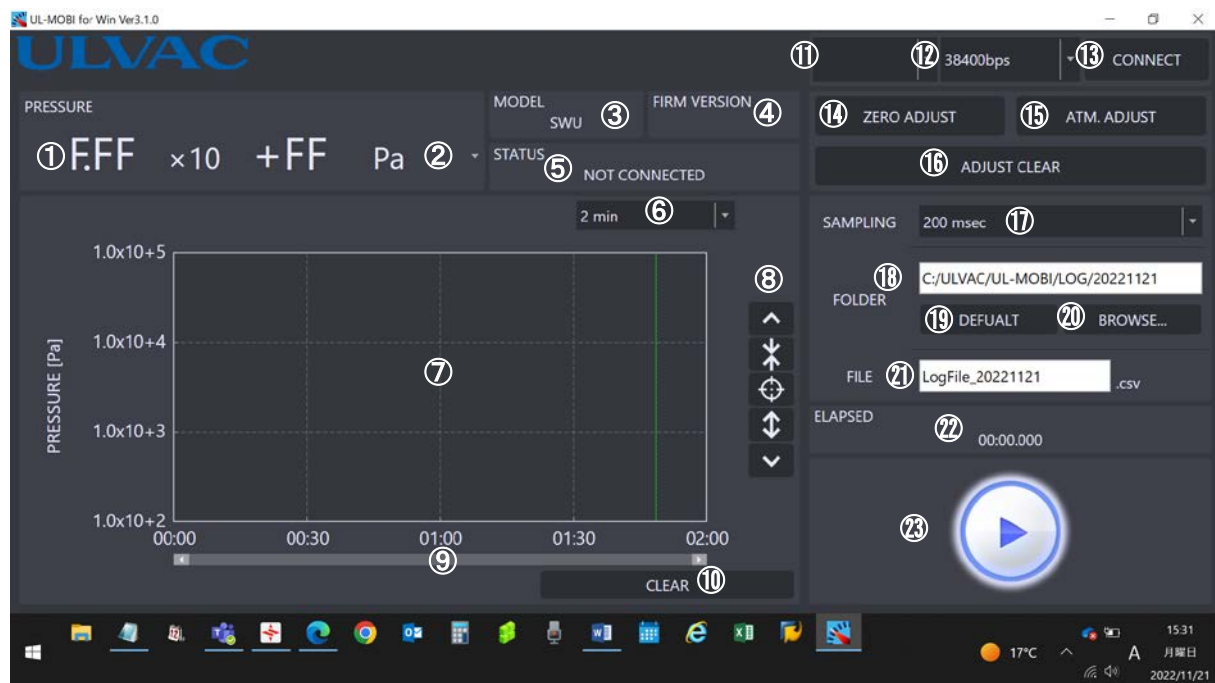 UL-MOBI for Win Ver3.1.0
ULVAC
⑪ ⑫ 38400bps ⑬ CONNECT
PRESSURE
① F.FF ×10 +FF Pa ②
MODEL
SWU ③
FIRM VERSION
④
STATUS
⑤ NOT CONNECTED
⑭ ZERO ADJUST ⑮ ATM. ADJUST
⑯ ADJUST CLEAR
2 min ⑥
SAMPLING 200 msec ⑰
1.0x10+5
1.0x10+4
1.0x10+3
1.0x10+2
PRESSURE [Pa]
⑦
⑧
00:00 00:30 01:00 01:30 02:00
⑨
CLEAR ⑩
FOLDER ⑱ C:/ULVAC/UL-MOBI/LOG/20221121
⑲ DEFUALT ⑳ BROWSE...
FILE ㉑ LogFile_20221121 .csv
ELAPSED
㉒ 00:00.000
㉓
17°C A
15:31
月曜日
2022/11/21